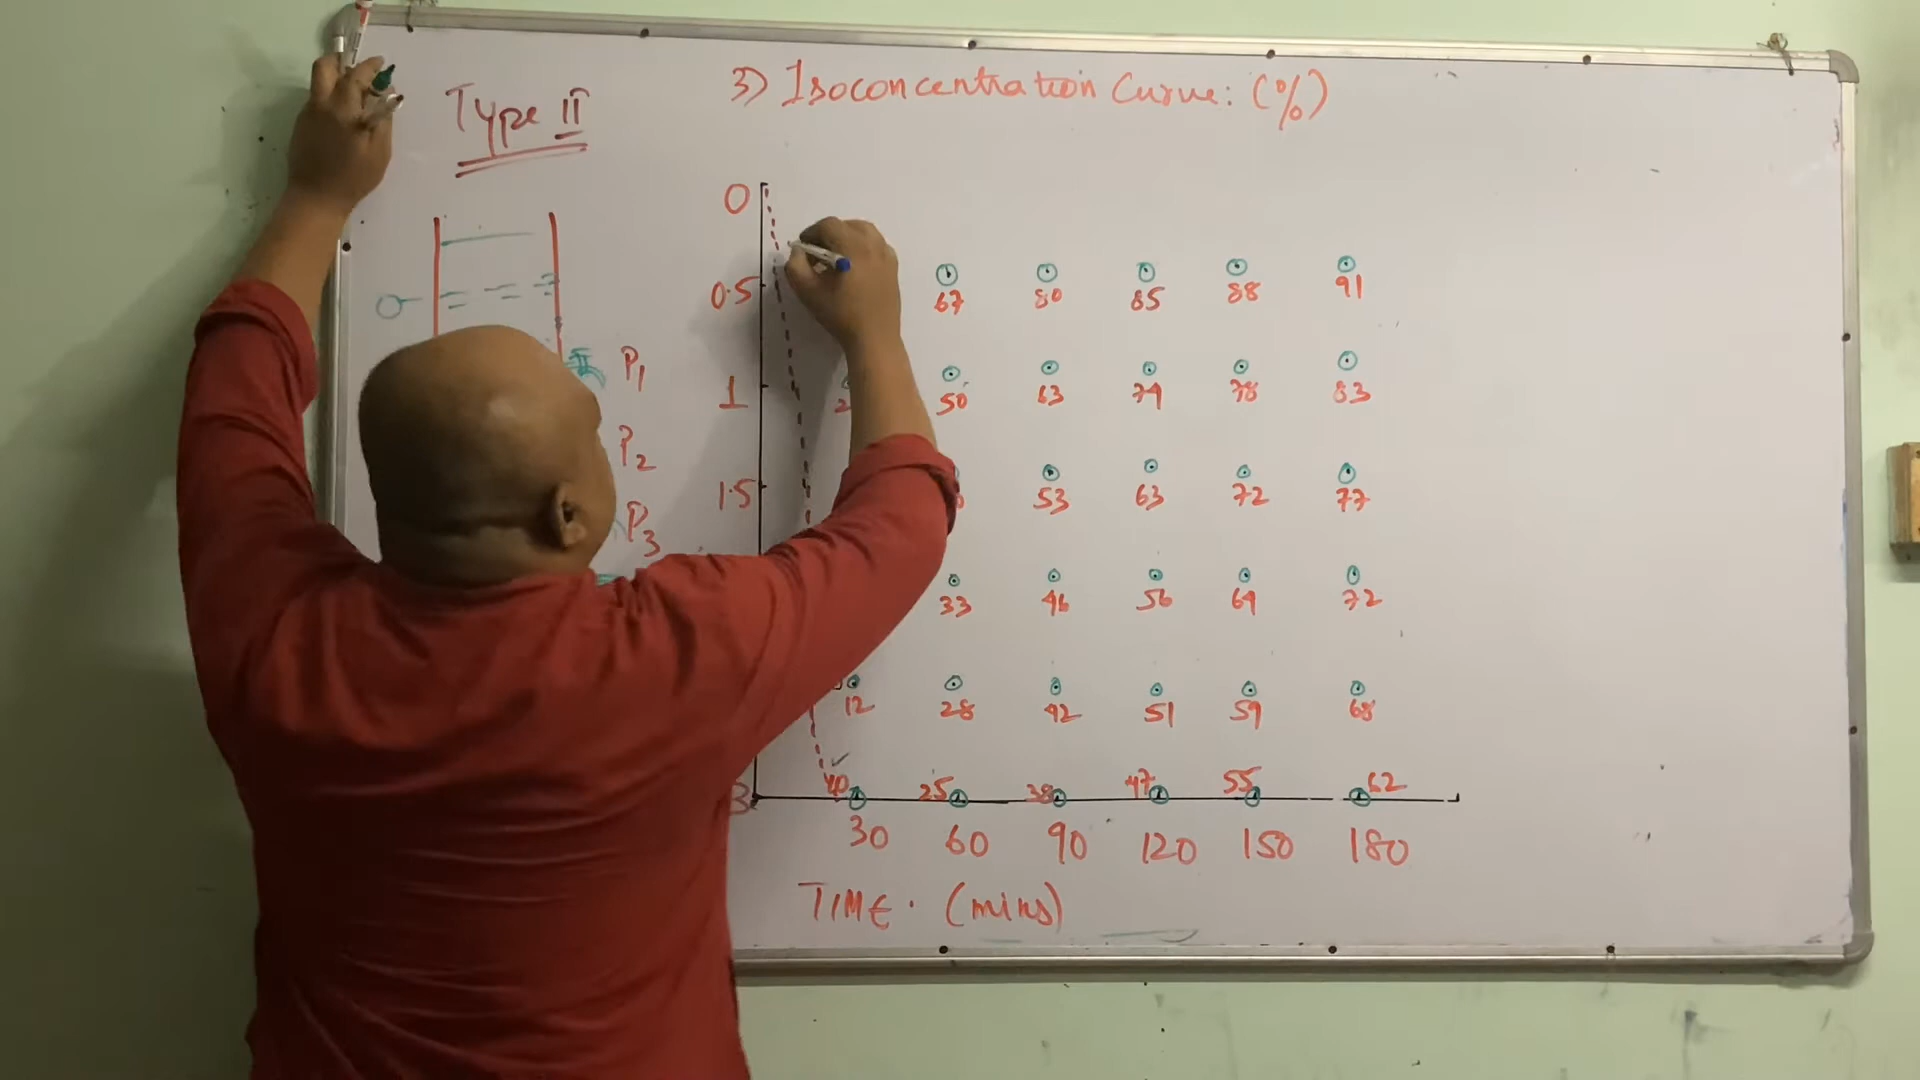 Type II
3) Isoconcentration Curve: (%)
0
0.5 67 80 85 88 91
P1
1 50 63 74 78 83
P2
1.5 53 63 72 77
P3
33 46 56 64 72
12 28 42 51 59 68
3 40 25 38 47 55 62
30 60 90 120 150 180
TIME. (mins)